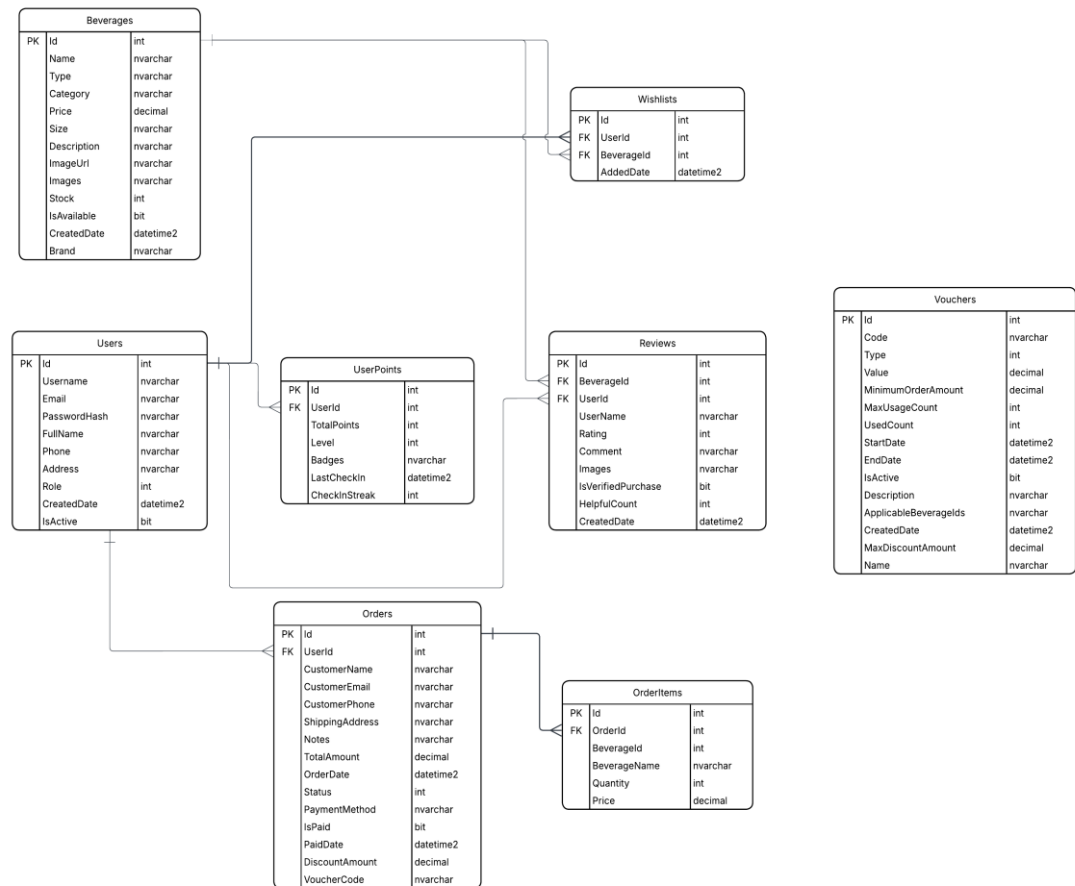 Beverages
PK Id int
Name nvarchar
Type nvarchar
Category nvarchar
Price decimal
Size nvarchar
Description nvarchar
ImageUrl nvarchar
Images nvarchar
Stock int
IsAvailable bit
CreatedDate datetime2
Brand nvarchar
Wishlists
PK Id int
FK UserId int
FK BeverageId int
AddedDate datetime2
Vouchers
PK Id int
Code nvarchar
Type int
Value decimal
MinimumOrderAmount decimal
MaxUsageCount int
UsedCount int
StartDate datetime2
EndDate datetime2
IsActive bit
Description nvarchar
ApplicableBeverageIds nvarchar
CreatedDate datetime2
MaxDiscountAmount decimal
Name nvarchar
Users
PK Id int
Username nvarchar
Email nvarchar
PasswordHash nvarchar
FullName nvarchar
Phone nvarchar
Address nvarchar
Role int
CreatedDate datetime2
IsActive bit
UserPoints
PK Id int
FK UserId int
TotalPoints int
Level int
Badges nvarchar
LastCheckIn datetime2
CheckInStreak int
Reviews
PK Id int
FK BeverageId int
FK UserId int
UserName nvarchar
Rating int
Comment nvarchar
Images nvarchar
IsVerifiedPurchase bit
HelpfulCount int
CreatedDate datetime2
Orders
PK Id int
FK UserId int
CustomerName nvarchar
CustomerEmail nvarchar
CustomerPhone nvarchar
ShippingAddress nvarchar
Notes nvarchar
TotalAmount decimal
OrderDate datetime2
Status int
PaymentMethod nvarchar
IsPaid bit
PaidDate datetime2
DiscountAmount decimal
VoucherCode nvarchar
OrderItems
PK Id int
FK OrderId int
BeverageId int
BeverageName nvarchar
Quantity int
Price decimal